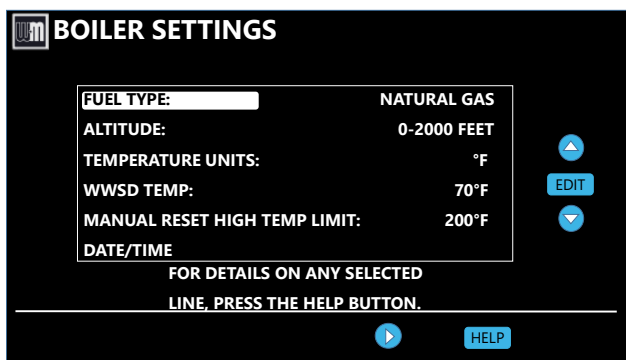 wm BOILER SETTINGS
FUEL TYPE: NATURAL GAS
ALTITUDE: 0-2000 FEET
TEMPERATURE UNITS: °F
WWSD TEMP: 70°F
EDIT
MANUAL RESET HIGH TEMP LIMIT: 200°F
DATE/TIME
FOR DETAILS ON ANY SELECTED
LINE, PRESS THE HELP BUTTON.
HELP